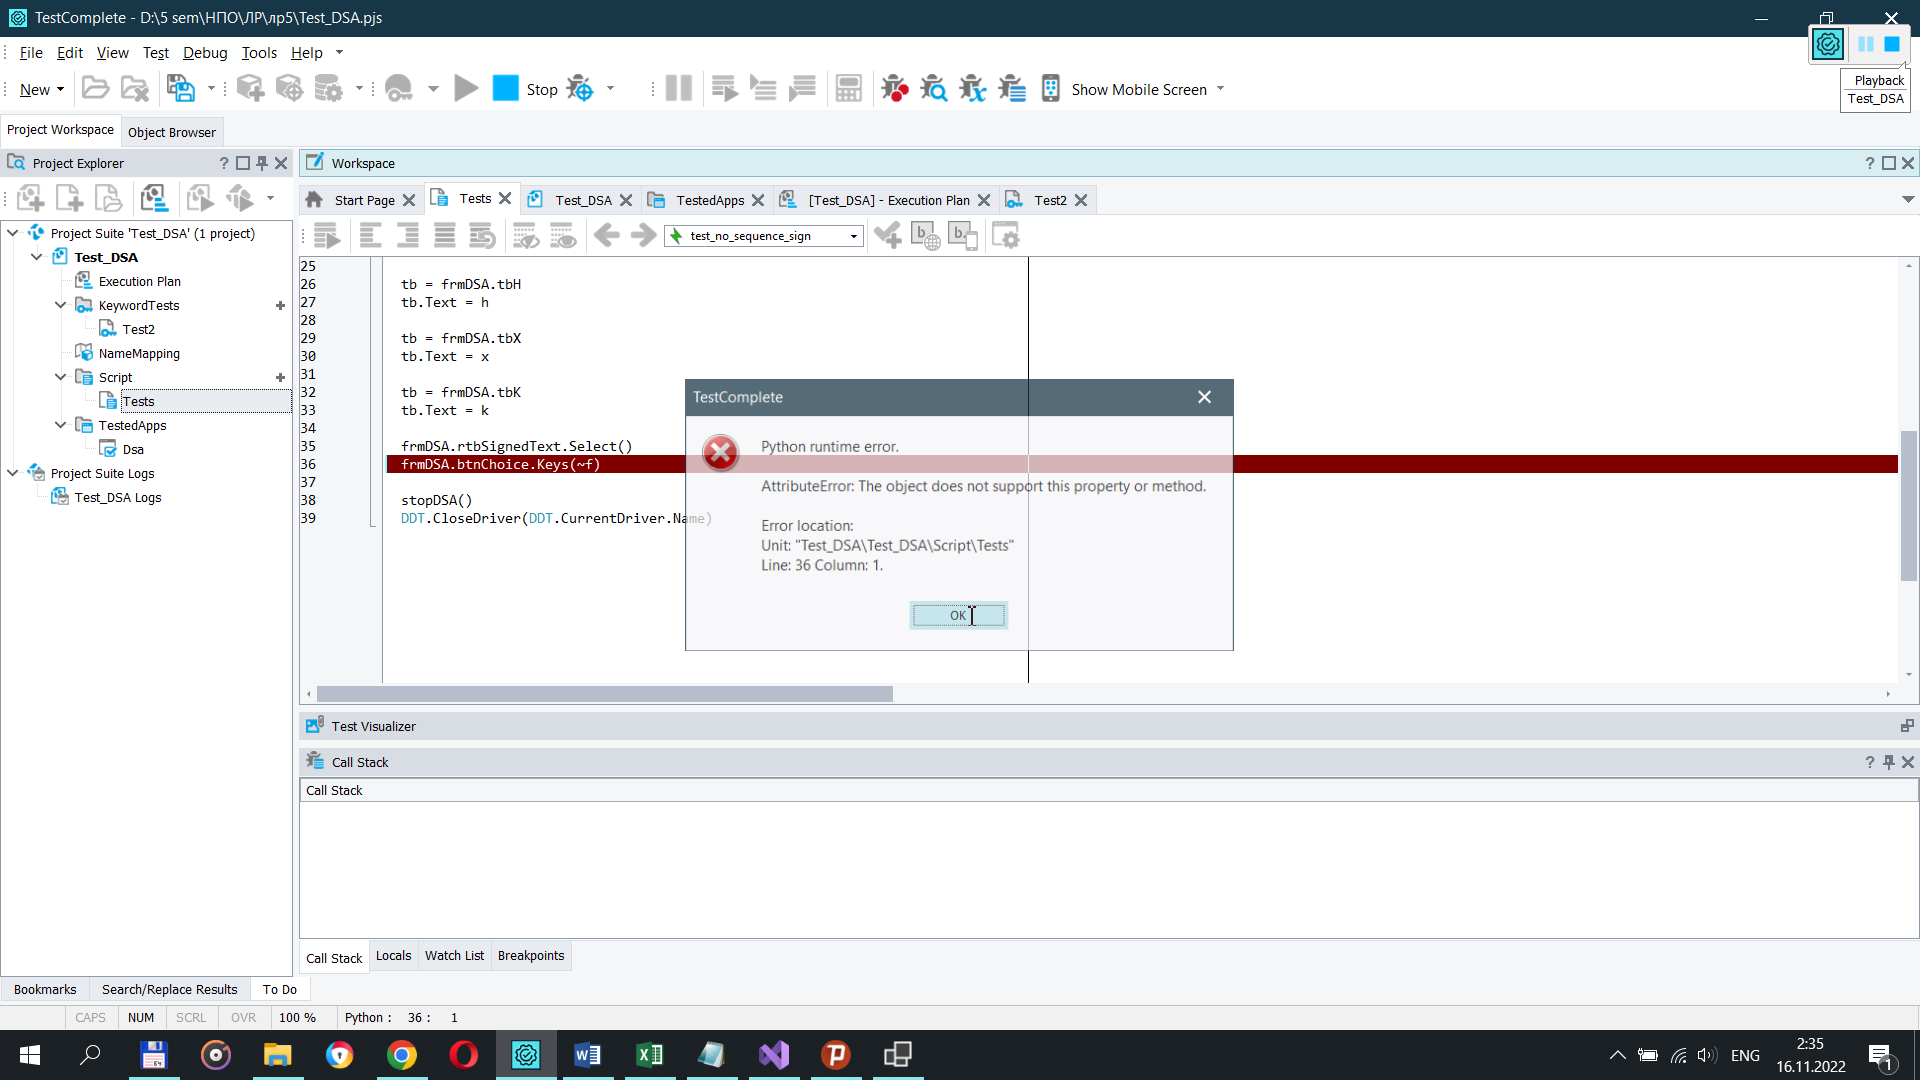 TestComplete - D:\5 sem\НПО\ЛР\лр5\Test_DSA.pjs
File Edit View Test Debug Tools Help
New Stop Show Mobile Screen
Playback
Test_DSA
Project Workspace Object Browser
Project Explorer
Workspace
Start Page Tests Test_DSA TestedApps [Test_DSA] - Execution Plan Test2
test_no_sequence_sign
Project Suite 'Test_DSA' (1 project)
Test_DSA
Execution Plan
KeywordTests
Test2
NameMapping
Script
Tests
TestedApps
Dsa
Project Suite Logs
Test_DSA Logs
25
26 tb = frmDSA.tbH
27 tb.Text = h
28
29 tb = frmDSA.tbX
30 tb.Text = x
31
32 tb = frmDSA.tbK
33 tb.Text = k
34
35 frmDSA.rtbSignedText.Select()
36 frmDSA.btnChoice.Keys(~f)
37
38 stopDSA()
39 DDT.CloseDriver(DDT.CurrentDriver.Name)
TestComplete
Python runtime error.
AttributeError: The object does not support this property or method.
Error location:
Unit: "Test_DSA\Test_DSA\Script\Tests"
Line: 36 Column: 1.
OK
Test Visualizer
Call Stack
Call Stack
Call Stack Locals Watch List Breakpoints
Bookmarks Search/Replace Results To Do
CAPS NUM SCRL OVR 100 % Python : 36 : 1
ENG
2:35
16.11.2022
1